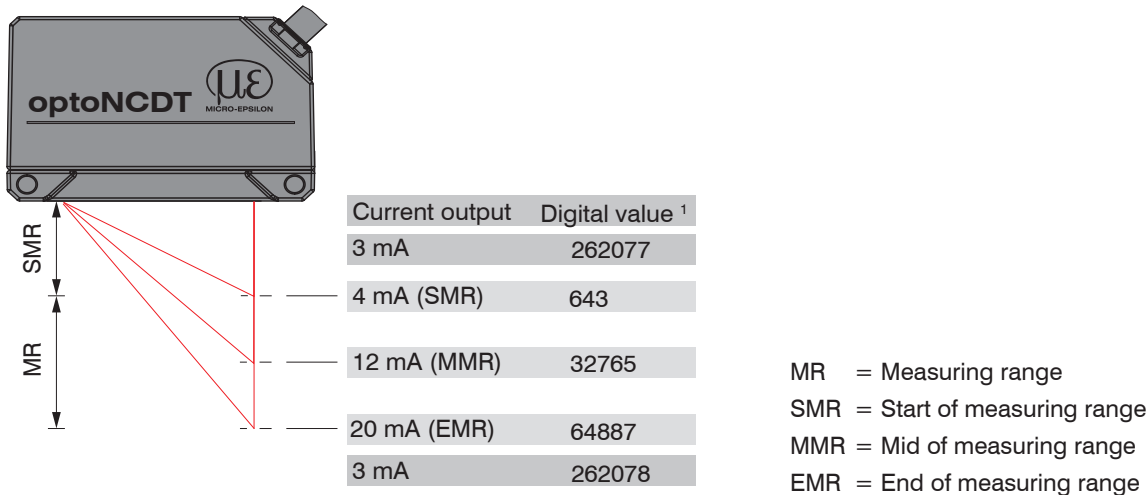 optoNCDT
με
MICRO-EPSILON
SMR
MR
Current output Digital value ¹
3 mA 262077
4 mA (SMR) 643
12 mA (MMR) 32765
20 mA (EMR) 64887
3 mA 262078
MR = Measuring range
SMR = Start of measuring range
MMR = Mid of measuring range
EMR = End of measuring range